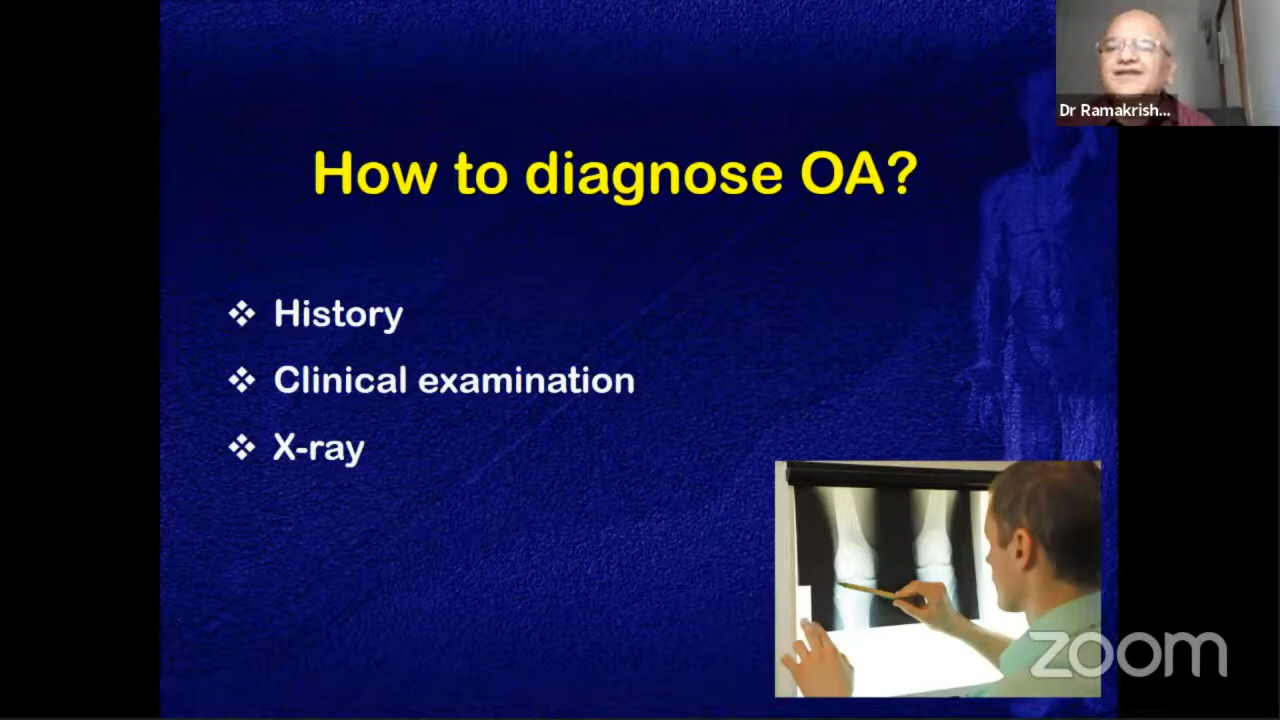 Dr Ramakrish...
How to diagnose OA?
History
Clinical examination
X-ray
zoom